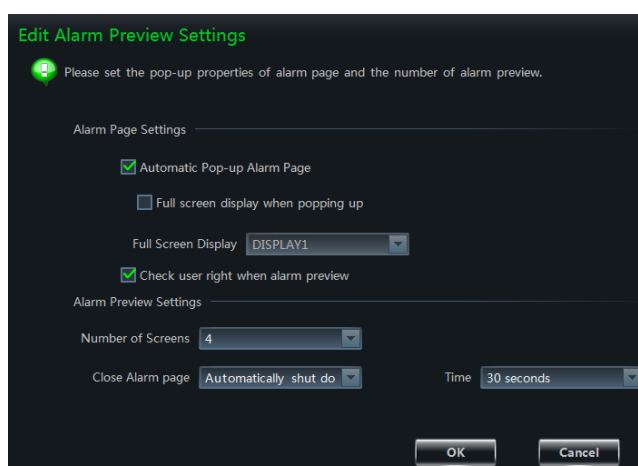 Edit Alarm Preview Settings
Please set the pop-up properties of alarm page and the number of alarm preview.
Alarm Page Settings
Automatic Pop-up Alarm Page
Full screen display when popping up
Full Screen Display DISPLAY1
Check user right when alarm preview
Alarm Preview Settings
Number of Screens 4
Close Alarm page Automatically shut do Time 30 seconds
OK Cancel